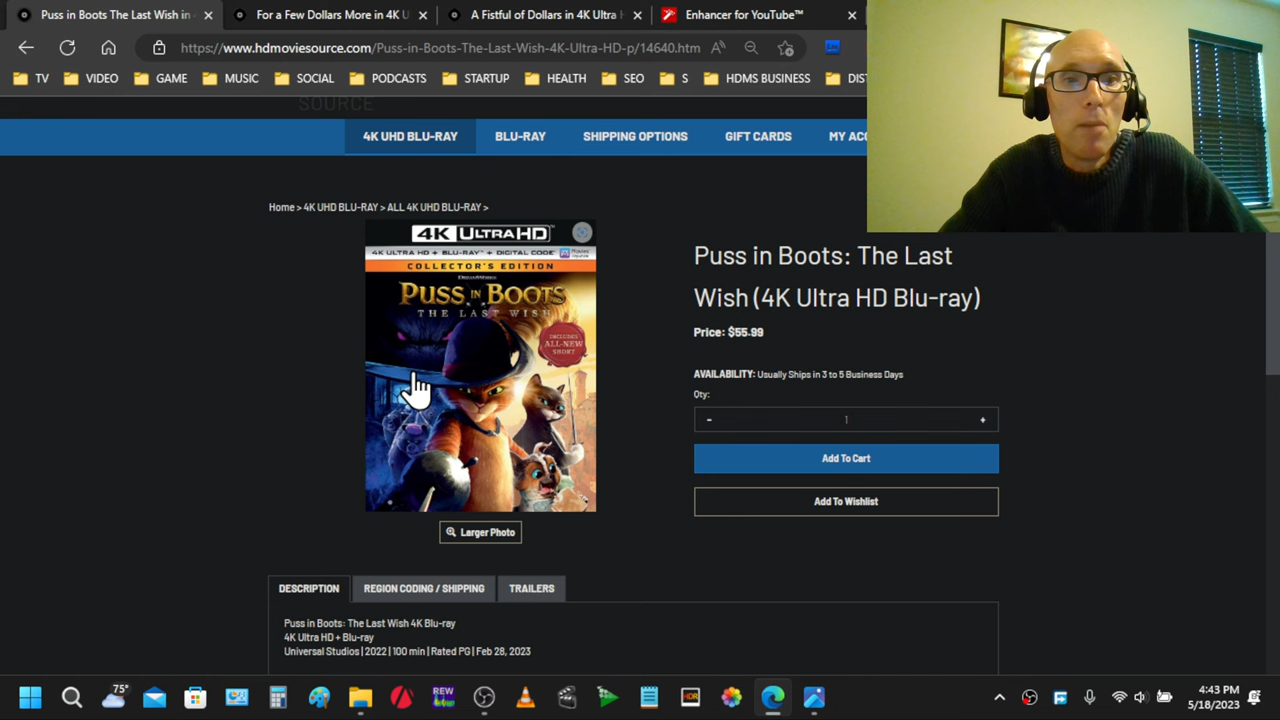 Puss in Boots The Last Wish in
For a Few Dollars More in 4K U
A Fistful of Dollars in 4K Ultra
Enhancer for YouTube™
https://www.hdmoviesource.com/Puss-in-Boots-The-Last-Wish-4K-Ultra-HD-p/14640.htm
TV VIDEO GAME MUSIC SOCIAL PODCASTS STARTUP HEALTH SEO S HDMS BUSINESS DIS
SOURCE
4K UHD BLU-RAY BLU-RAY SHIPPING OPTIONS GIFT CARDS MY ACC
Home > 4K UHD BLU-RAY > ALL 4K UHD BLU-RAY >
4K ULTRAHD
4K ULTRA HD + BLU-RAY + DIGITAL CODE
COLLECTOR'S EDITION
DREAMWORKS
PUSS IN BOOTS
THE LAST WISH
INCLUDES
ALL-NEW
SHORT
Puss in Boots: The Last
Wish (4K Ultra HD Blu-ray)
Price: $55.99
AVAILABILITY: Usually Ships in 3 to 5 Business Days
Qty:
- 1 +
Add To Cart
Add To Wishlist
Larger Photo
DESCRIPTION REGION CODING / SHIPPING TRAILERS
Puss in Boots: The Last Wish 4K Blu-ray
4K Ultra HD + Blu-ray
Universal Studios | 2022 | 100 min | Rated PG | Feb 28, 2023
75°
REW
HDR
4:43 PM
5/18/2023